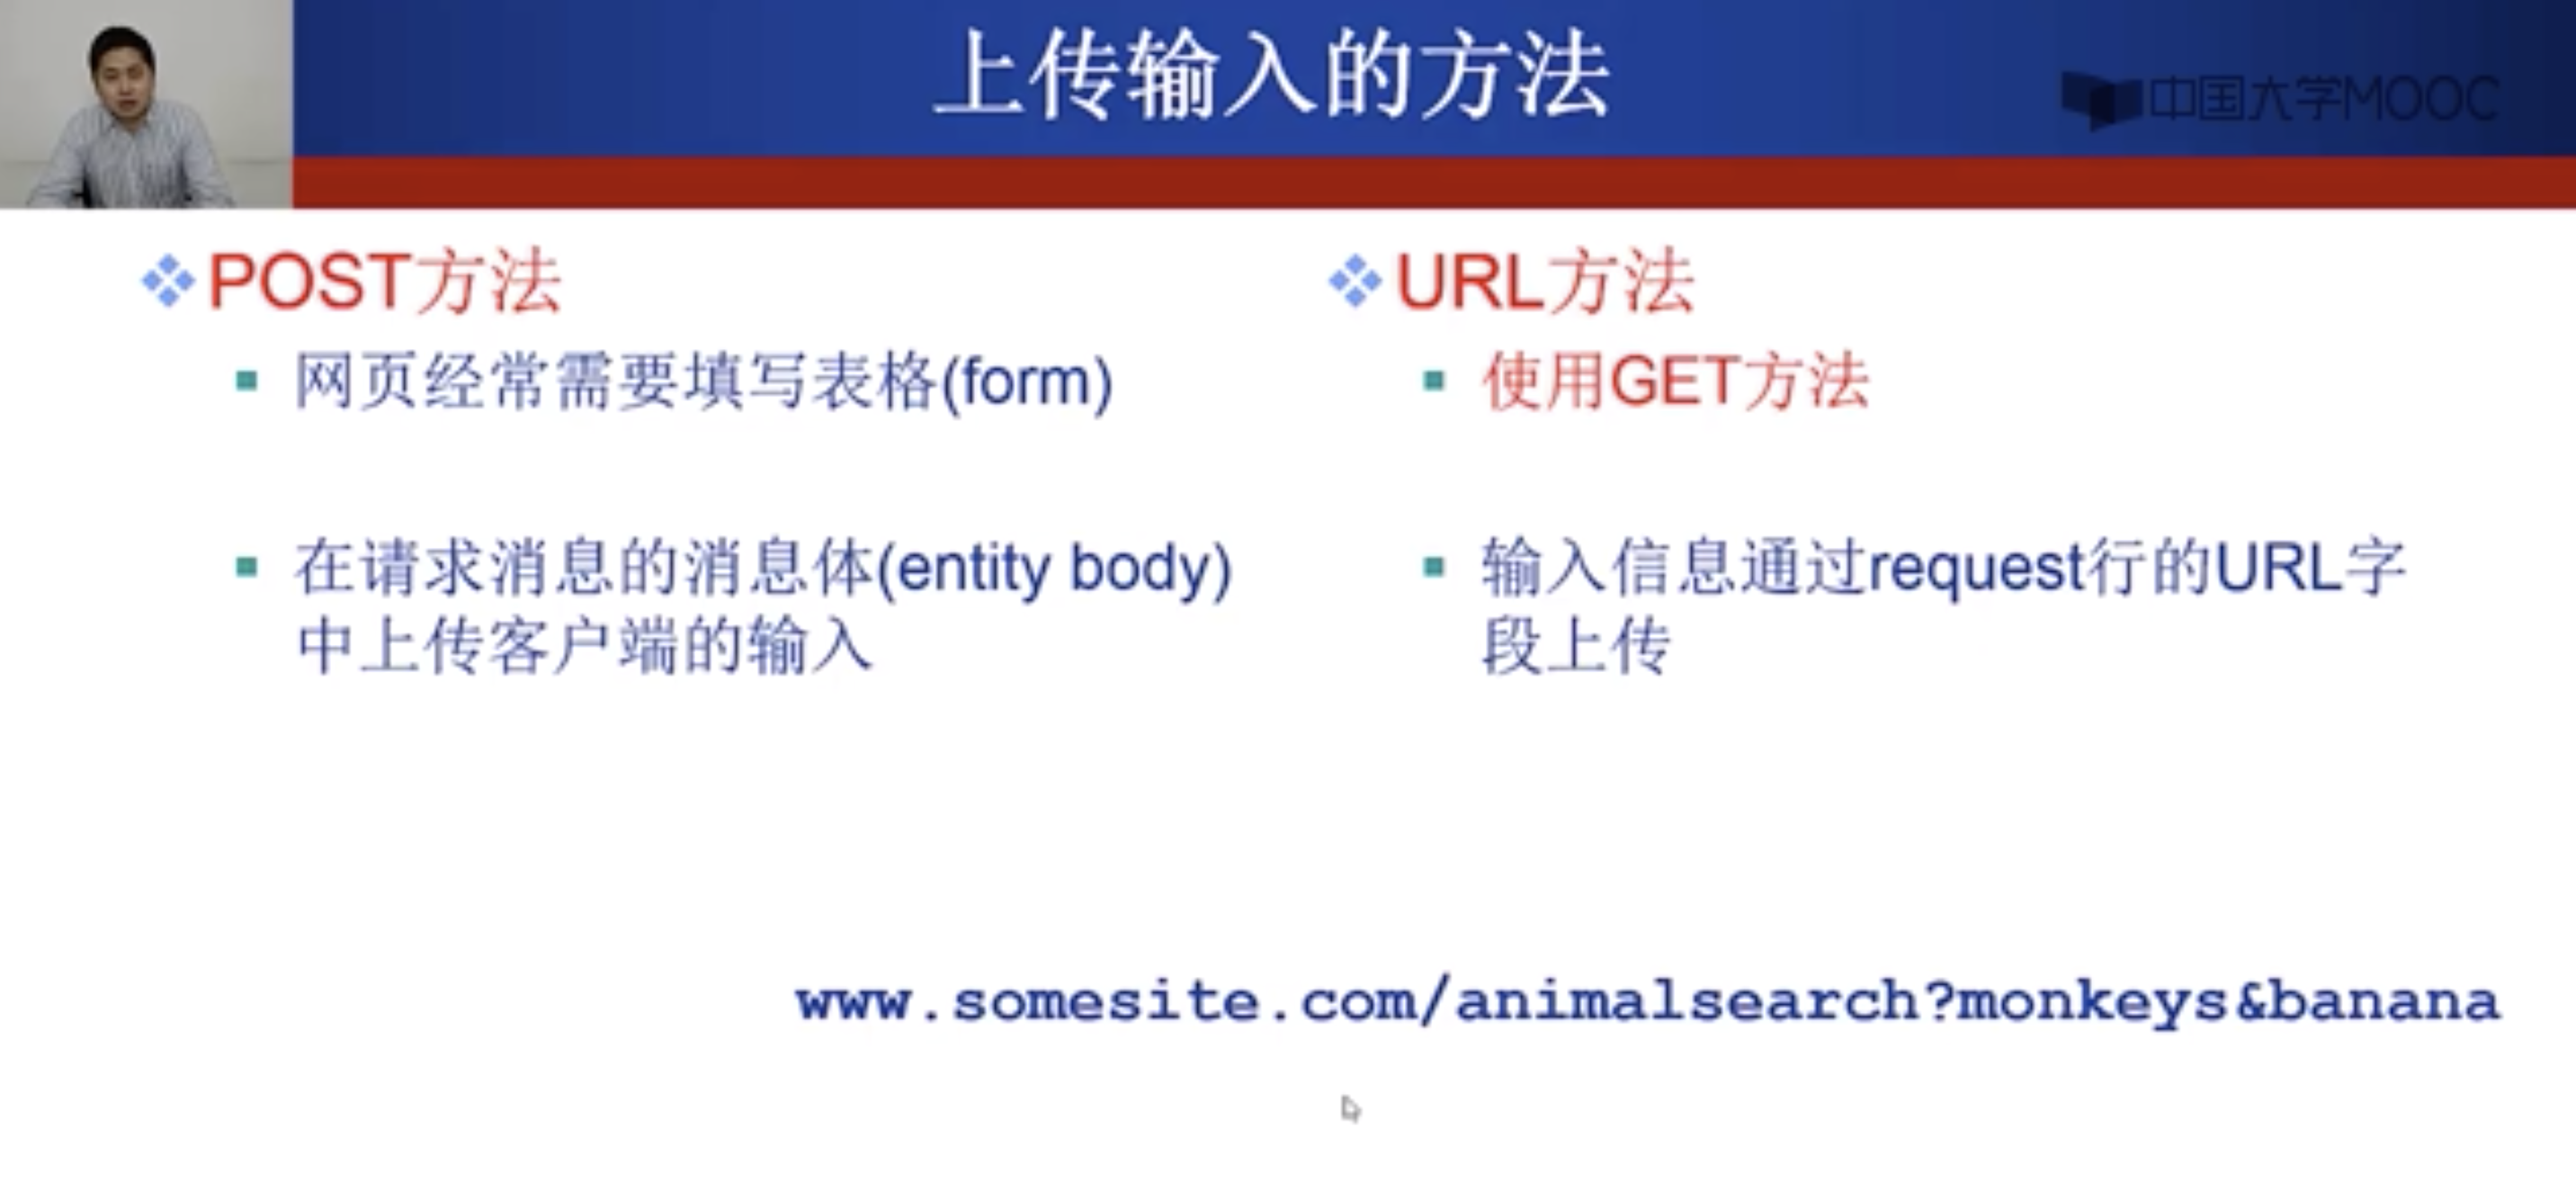 上传输入的方法
中国大学MOOC
POST方法
网页经常需要填写表格(form)
在请求消息的消息体(entity body)
中上传客户端的输入
URL方法
使用GET方法
输入信息通过request行的URL字
段上传
www.somesite.com/animalsearch?monkeys&banana